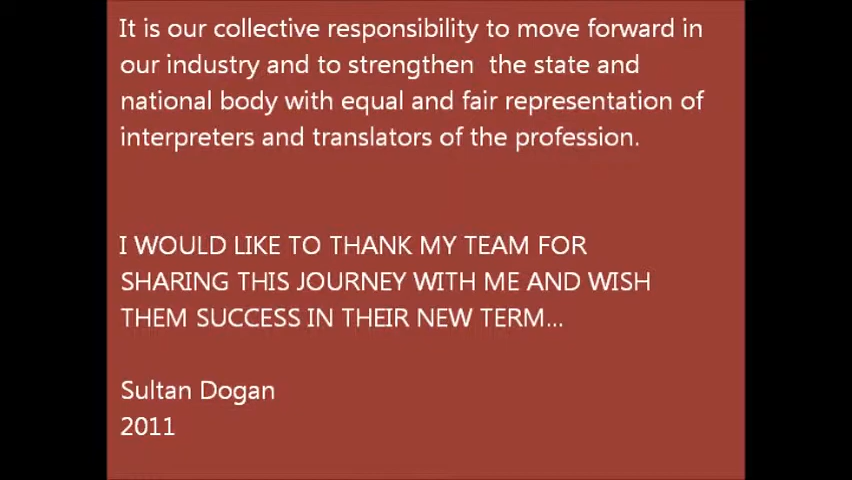 It is our collective responsibility to move forward in
our industry and to strengthen  the state and
national body with equal and fair representation of
interpreters and translators of the profession.
I WOULD LIKE TO THANK MY TEAM FOR
SHARING THIS JOURNEY WITH ME AND WISH
THEM SUCCESS IN THEIR NEW TERM...
Sultan Dogan
2011